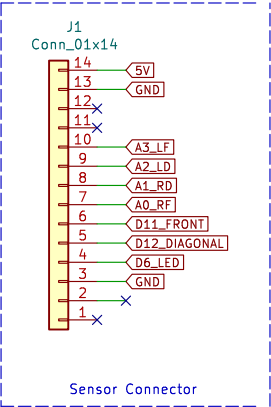 J1
Conn_01x14
14 5V
13 GND
12
11
10 A3_LF
9 A2_LD
8 A1_RD
7 A0_RF
6 D11_FRONT
5 D12_DIAGONAL
4 D6_LED
3 GND
2
1
Sensor Connector